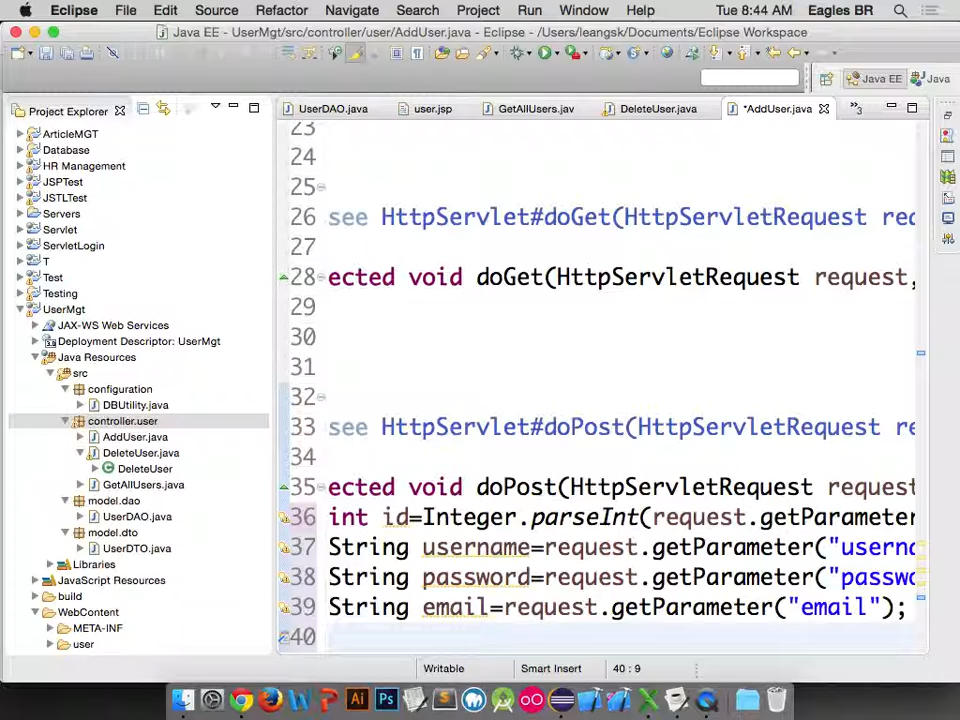 Eclipse File Edit Source Refactor Navigate Search Project Run Window Help Tue 8:44 AM Eagles BR
Java EE - UserMgt/src/controller/user/AddUser.java - Eclipse - /Users/leangsk/Documents/Eclipse Workspace
Java EE Java
Project Explorer
UserDAO.java user.jsp GetAllUsers.jav DeleteUser.java *AddUser.java 3
ArticleMGT
Database
HR Management
JSPTest
JSTLTest
Servers
Servlet
ServletLogin
T
Test
Testing
UserMgt
JAX-WS Web Services
Deployment Descriptor: UserMgt
Java Resources
src
configuration
DBUtility.java
controller.user
AddUser.java
DeleteUser.java
DeleteUser
GetAllUsers.java
model.dao
UserDAO.java
model.dto
UserDTO.java
Libraries
JavaScript Resources
build
WebContent
META-INF
user
23
24
25
26 see HttpServlet#doGet(HttpServletRequest req
27
28 ected void doGet(HttpServletRequest request,
29
30
31
32
33 see HttpServlet#doPost(HttpServletRequest re
34
35 ected void doPost(HttpServletRequest request
36 int id=Integer.parseInt(request.getParameter
37 String username=request.getParameter("userna
38 String password=request.getParameter("passwo
39 String email=request.getParameter("email");
40
Writable Smart Insert 40 : 9